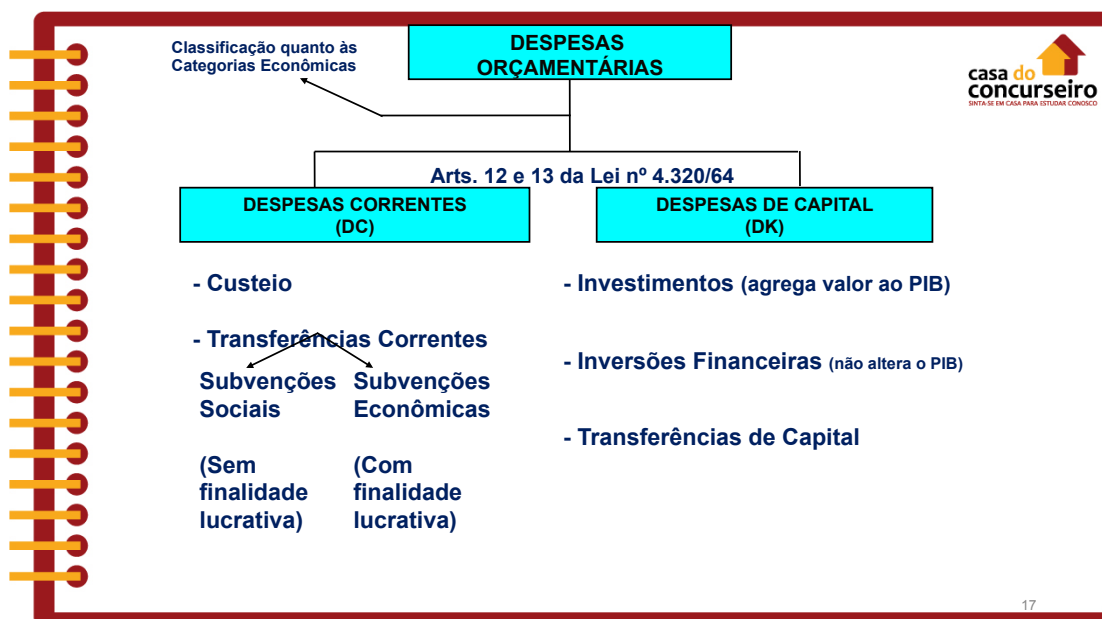 Classificação quanto às
Categorias Econômicas
DESPESAS
ORÇAMENTÁRIAS
casa do
concurseiro
SINTA-SE EM CASA PARA ESTUDAR CONOSCO
Arts. 12 e 13 da Lei nº 4.320/64
DESPESAS CORRENTES
(DC)
DESPESAS DE CAPITAL
(DK)
- Custeio
- Transferências Correntes
Subvenções
Sociais
(Sem
finalidade
lucrativa)
Subvenções
Econômicas
(Com
finalidade
lucrativa)
- Investimentos (agrega valor ao PIB)
- Inversões Financeiras (não altera o PIB)
- Transferências de Capital
17